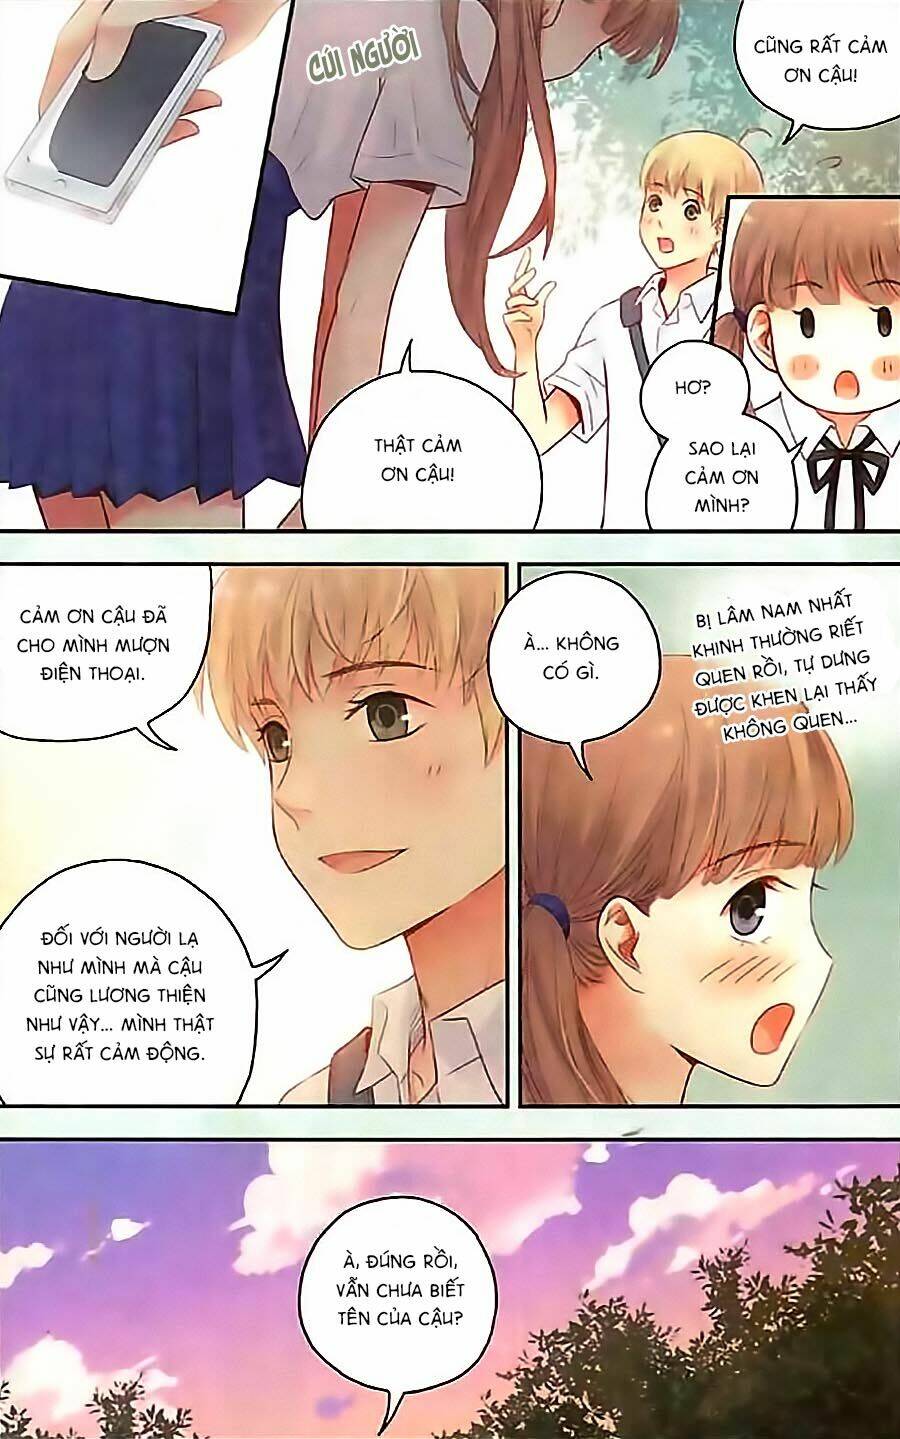 CÚI NGƯỜI
CŨNG RẤT CẢM
ƠN CẬU!
THẬT CẢM
ƠN CẬU!
HƠ?
SAO LẠI
CẢM ƠN
MÌNH?
CẢM ƠN CẬU ĐÃ
CHO MÌNH MƯỢN
ĐIỆN THOẠI.
ĐỐI VỚI NGƯỜI LẠ
NHƯ MÌNH MÀ CẬU
CŨNG LƯƠNG THIỆN
NHƯ VẬY... MÌNH THẬT
SỰ RẤT CẢM ĐỘNG.
À... KHÔNG
CÓ GÌ.
BỊ LÂM NAM NHẤT
KHINH THƯỜNG RIẾT
QUEN RỒI, TỰ DƯNG
ĐƯỢC KHEN LẠI THẤY
KHÔNG QUEN...
À, ĐÚNG RỒI,
VẪN CHƯA BIẾT
TÊN CỦA CẬU?